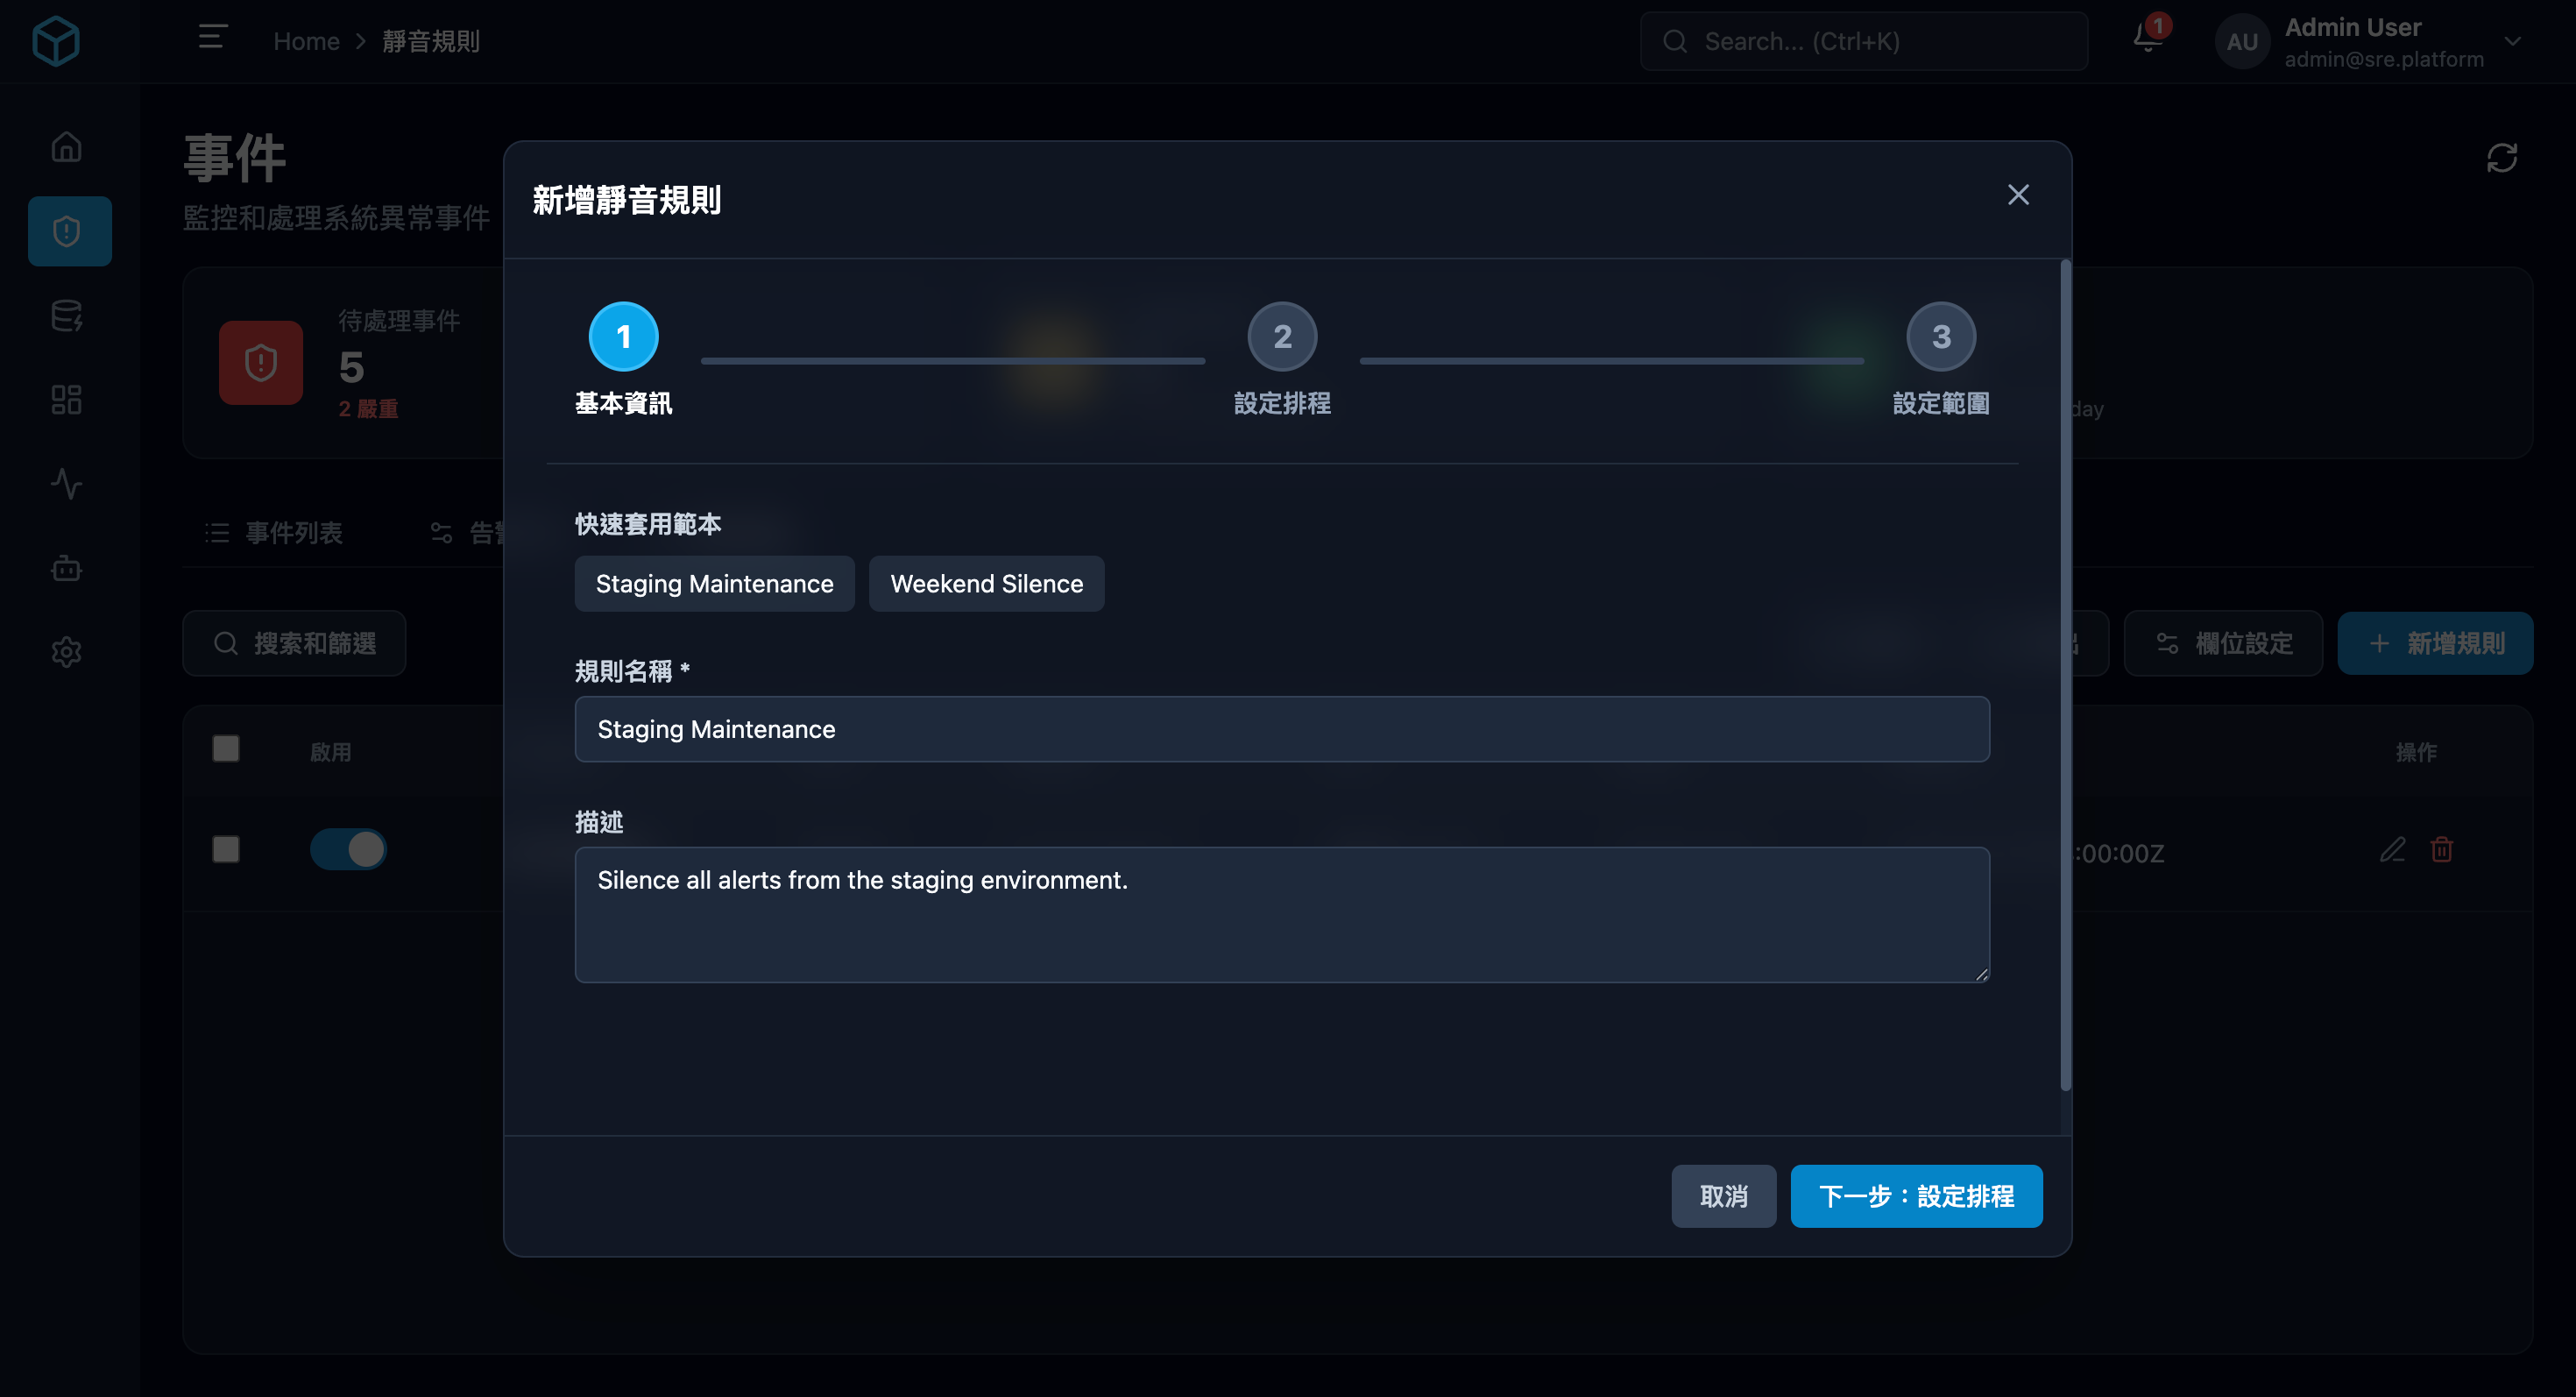 Home > 靜音規則
Search... (Ctrl+K)
1
AU
Admin User
admin@sre.platform
事件
監控和處理系統異常事件
待處理事件
5
2 嚴重
day
事件列表
新增靜音規則
1
2
3
基本資訊
設定排程
設定範圍
快速套用範本
Staging Maintenance
Weekend Silence
搜索和篩選
欄位設定
新增規則
規則名稱 *
Staging Maintenance
啟用
操作
描述
Silence all alerts from the staging environment.
:00:00Z
取消
下一步：設定排程